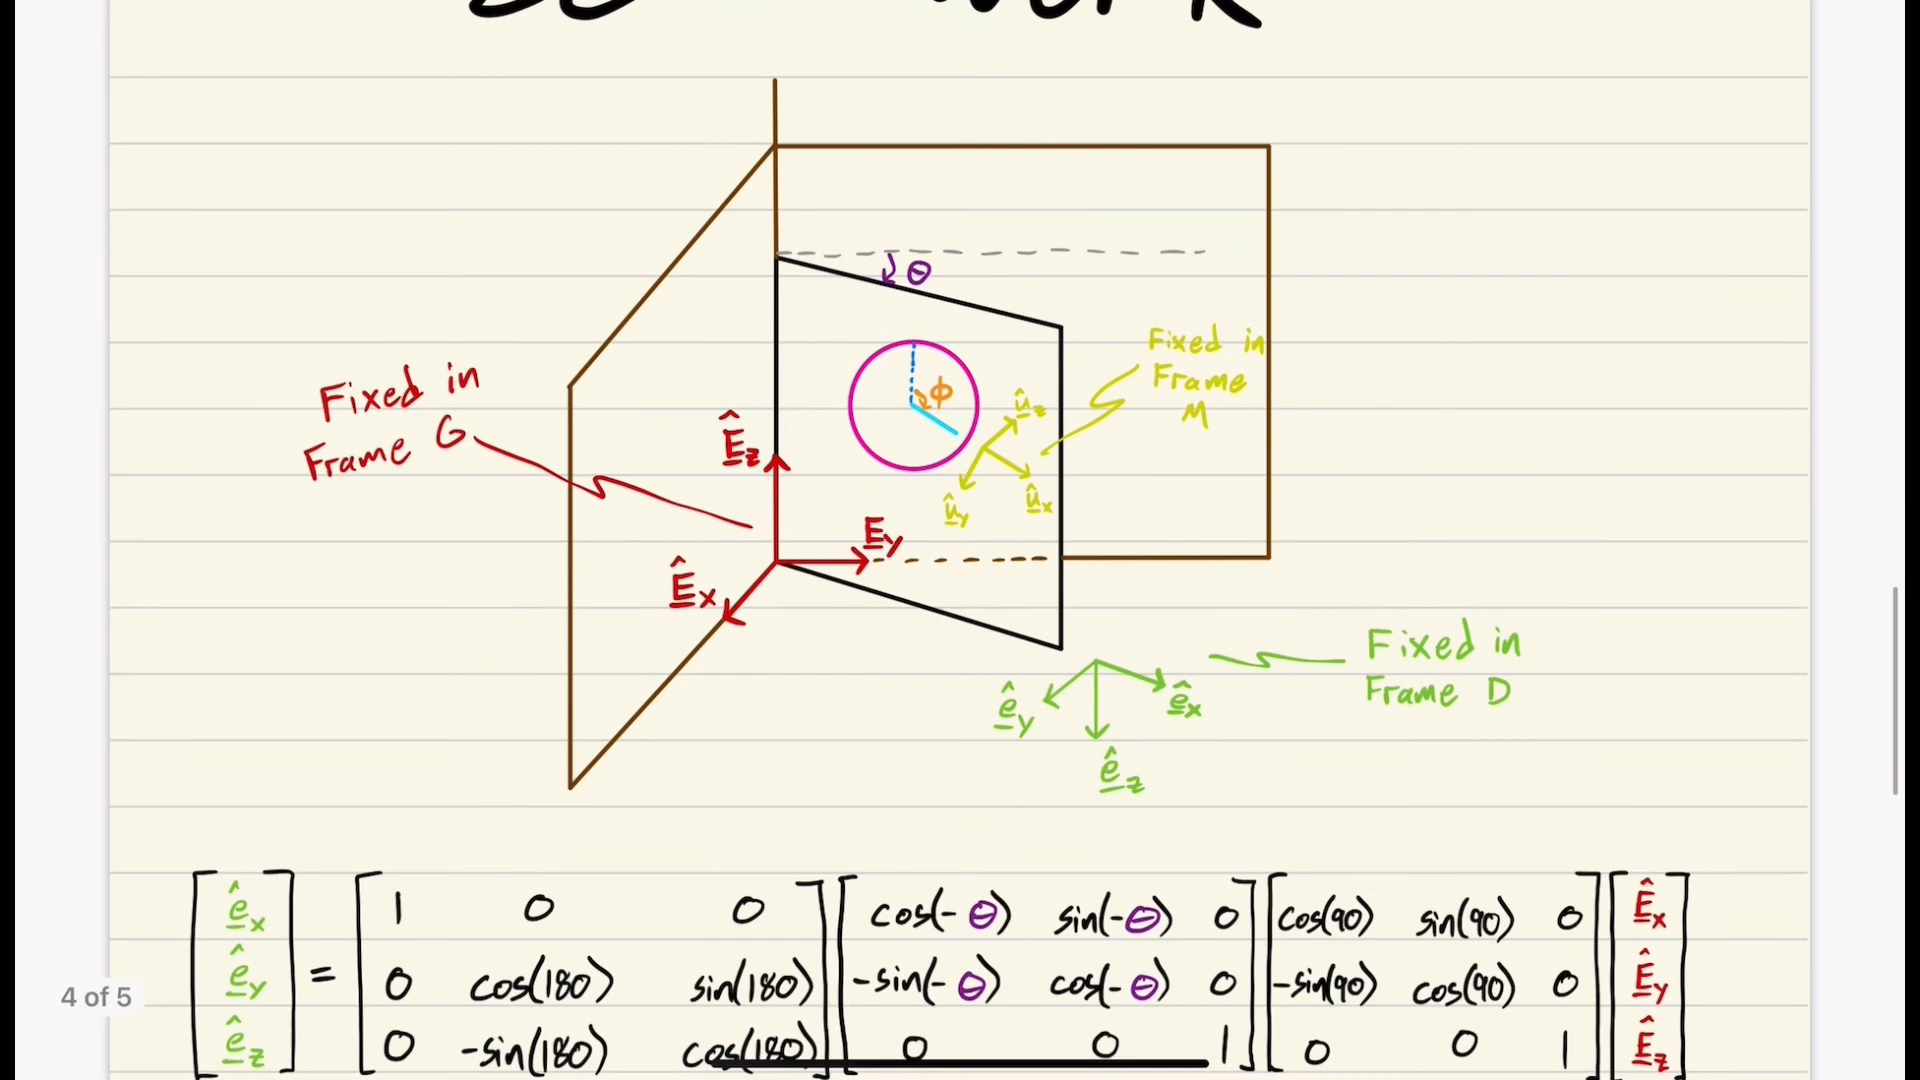 θ
Fixed in
Frame
M
ϕ
û_z
Fixed in
Frame G
Ê_z
û_y
û_x
E_y
Ê_x
Fixed in
Frame D
ê_y
ê_x
ê_z
[ê_x] [1 0 0] [cos(-θ) sin(-θ) 0] [cos(90) sin(90) 0] [Ê_x]
[ê_y] = [0 cos(180) sin(180)] [-sin(-θ) cos(-θ) 0] [-sin(90) cos(90) 0] [Ê_y]
[ê_z] [0 -sin(180) cos(180)] [0 0 1] [0 0 1] [Ê_z]
4 of 5